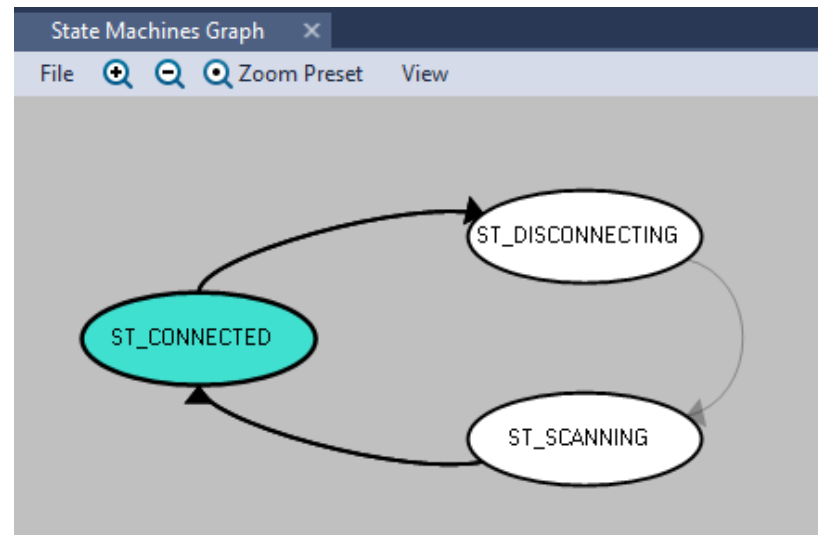 State Machines Graph
File Zoom Preset View
ST_DISCONNECTING
ST_CONNECTED
ST_SCANNING